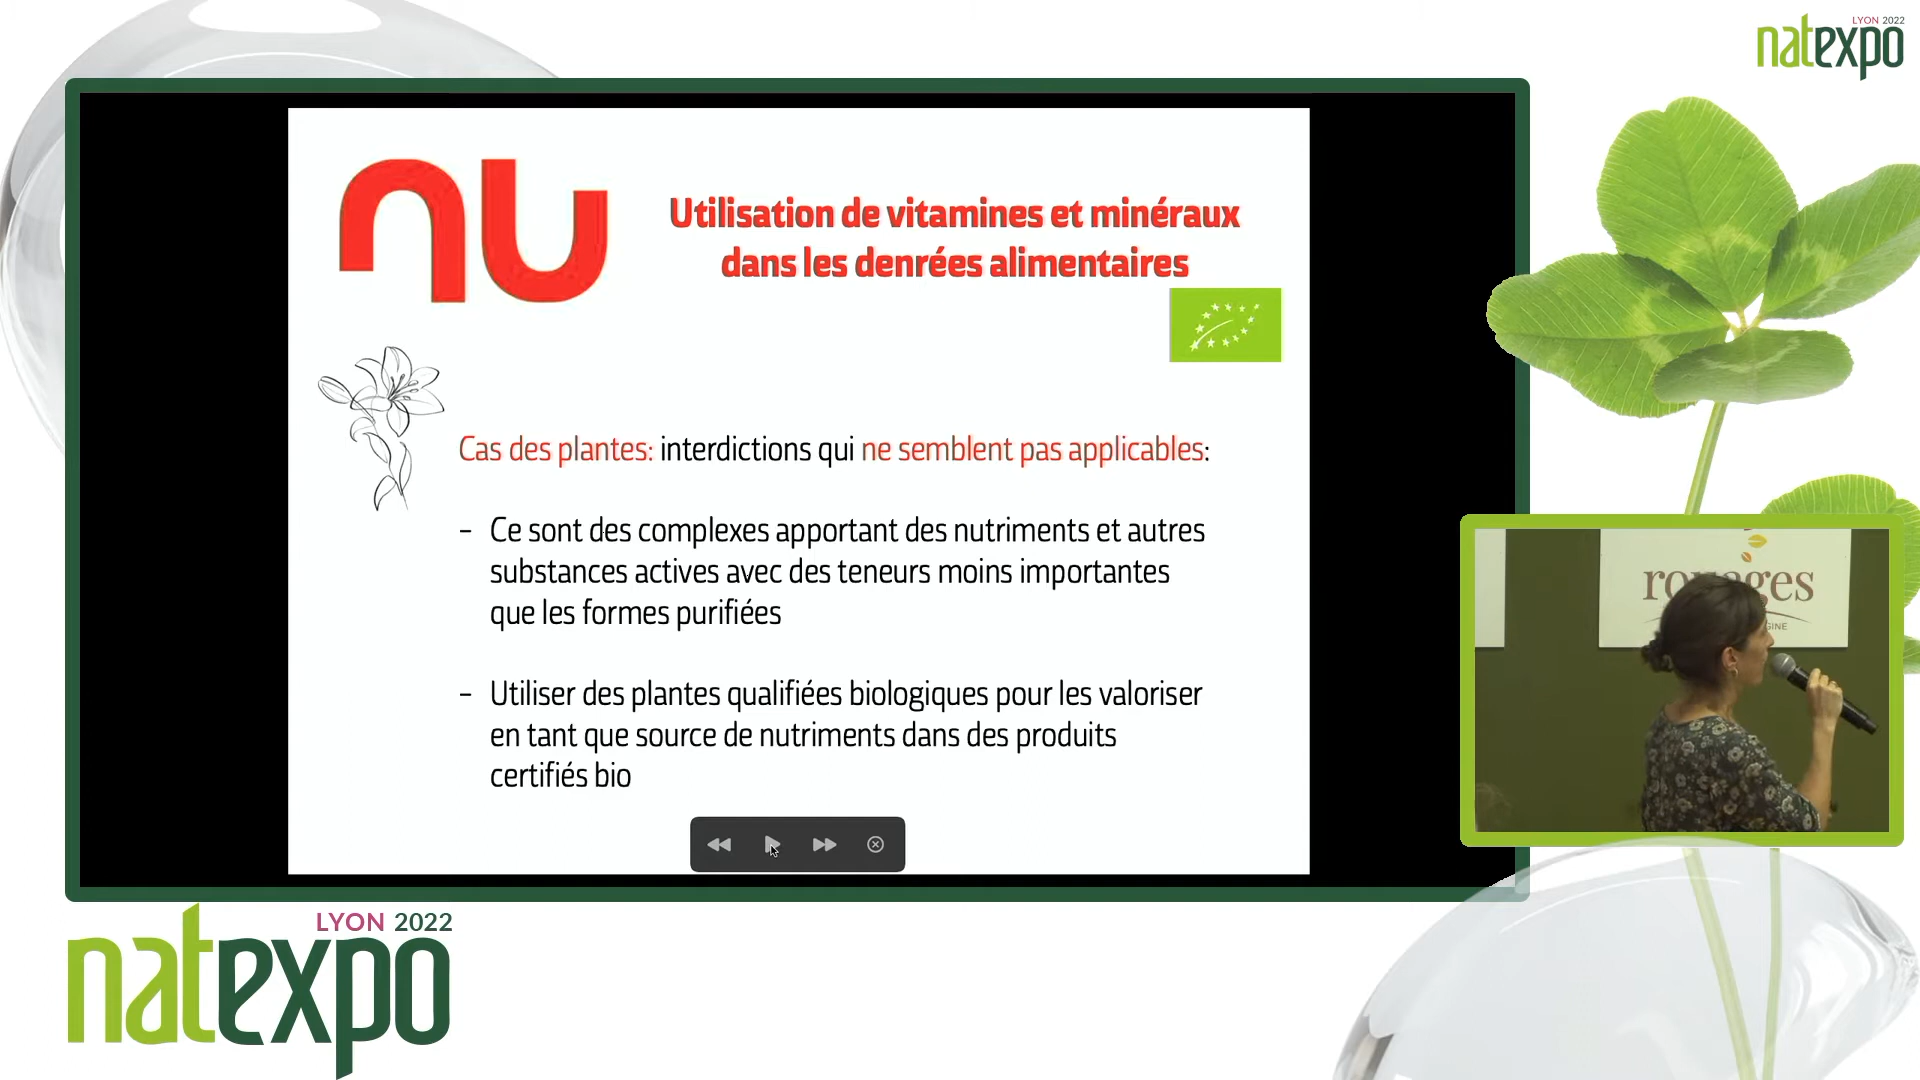 LYON 2022
natexpo
nu
Utilisation de vitamines et minéraux
dans les denrées alimentaires
Cas des plantes: interdictions qui ne semblent pas applicables:
- Ce sont des complexes apportant des nutriments et autres
substances actives avec des teneurs moins importantes
que les formes purifiées
- Utiliser des plantes qualifiées biologiques pour les valoriser
en tant que source de nutriments dans des produits
certifiés bio
LYON 2022
natexpo